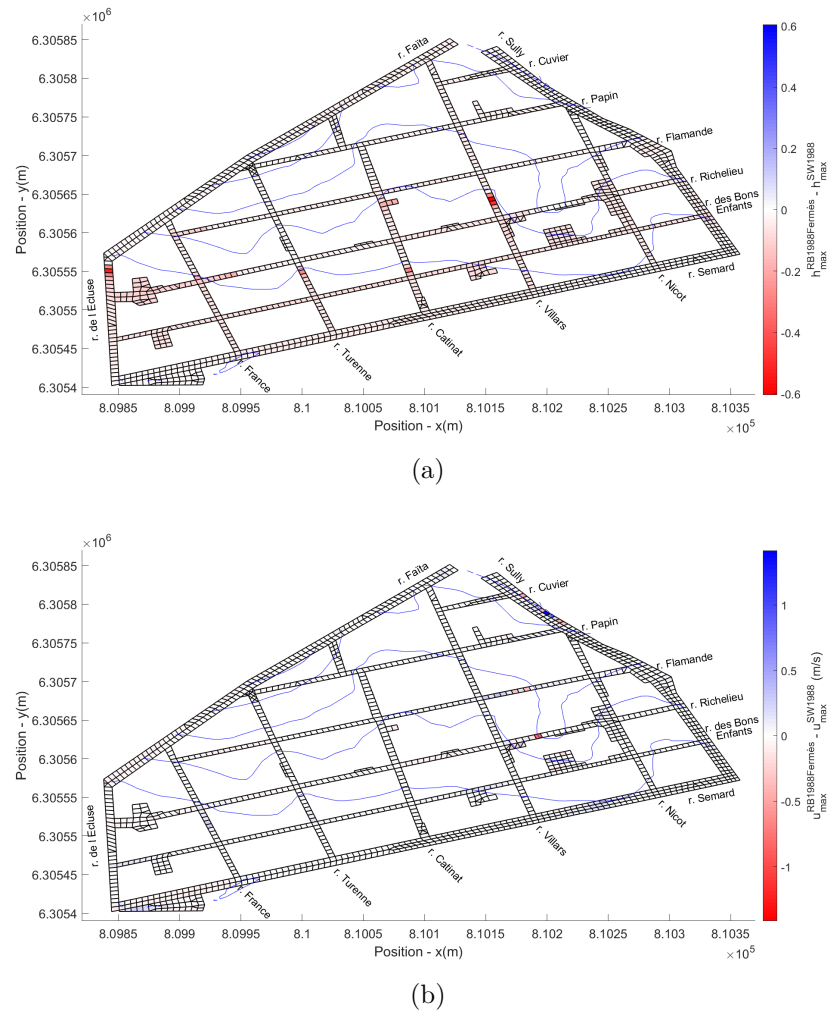 ×10⁶
6.30585
6.3058
6.30575
6.3057
6.30565
6.3056
6.30555
6.3055
6.30545
6.3054
Position - y(m)
r. Faïta
r. Sully
r. Cuvier
r. Papin
r. Flamande
r. Richelieu
r. des Bons
Enfants
r. Semard
r. Nicot
r. Villars
r. Catinat
r. Turenne
r. France
r. de l Ecluse
8.0985 8.099 8.0995 8.1 8.1005 8.101 8.1015 8.102 8.1025 8.103 8.1035
Position - x(m)
×10⁵
0.6
0.4
0.2
0
-0.2
-0.4
-0.6
h_max^RB1988Fermés - h_max^SW1988
(a)
×10⁶
6.30585
6.3058
6.30575
6.3057
6.30565
6.3056
6.30555
6.3055
6.30545
6.3054
Position - y(m)
r. Faïta
r. Sully
r. Cuvier
r. Papin
r. Flamande
r. Richelieu
r. des Bons
Enfants
r. Semard
r. Nicot
r. Villars
r. Catinat
r. Turenne
r. France
r. de l Ecluse
8.0985 8.099 8.0995 8.1 8.1005 8.101 8.1015 8.102 8.1025 8.103 8.1035
Position - x(m)
×10⁵
1
0.5
0
-0.5
-1
u_max^RB1988Fermés - u_max^SW1988 (m/s)
(b)